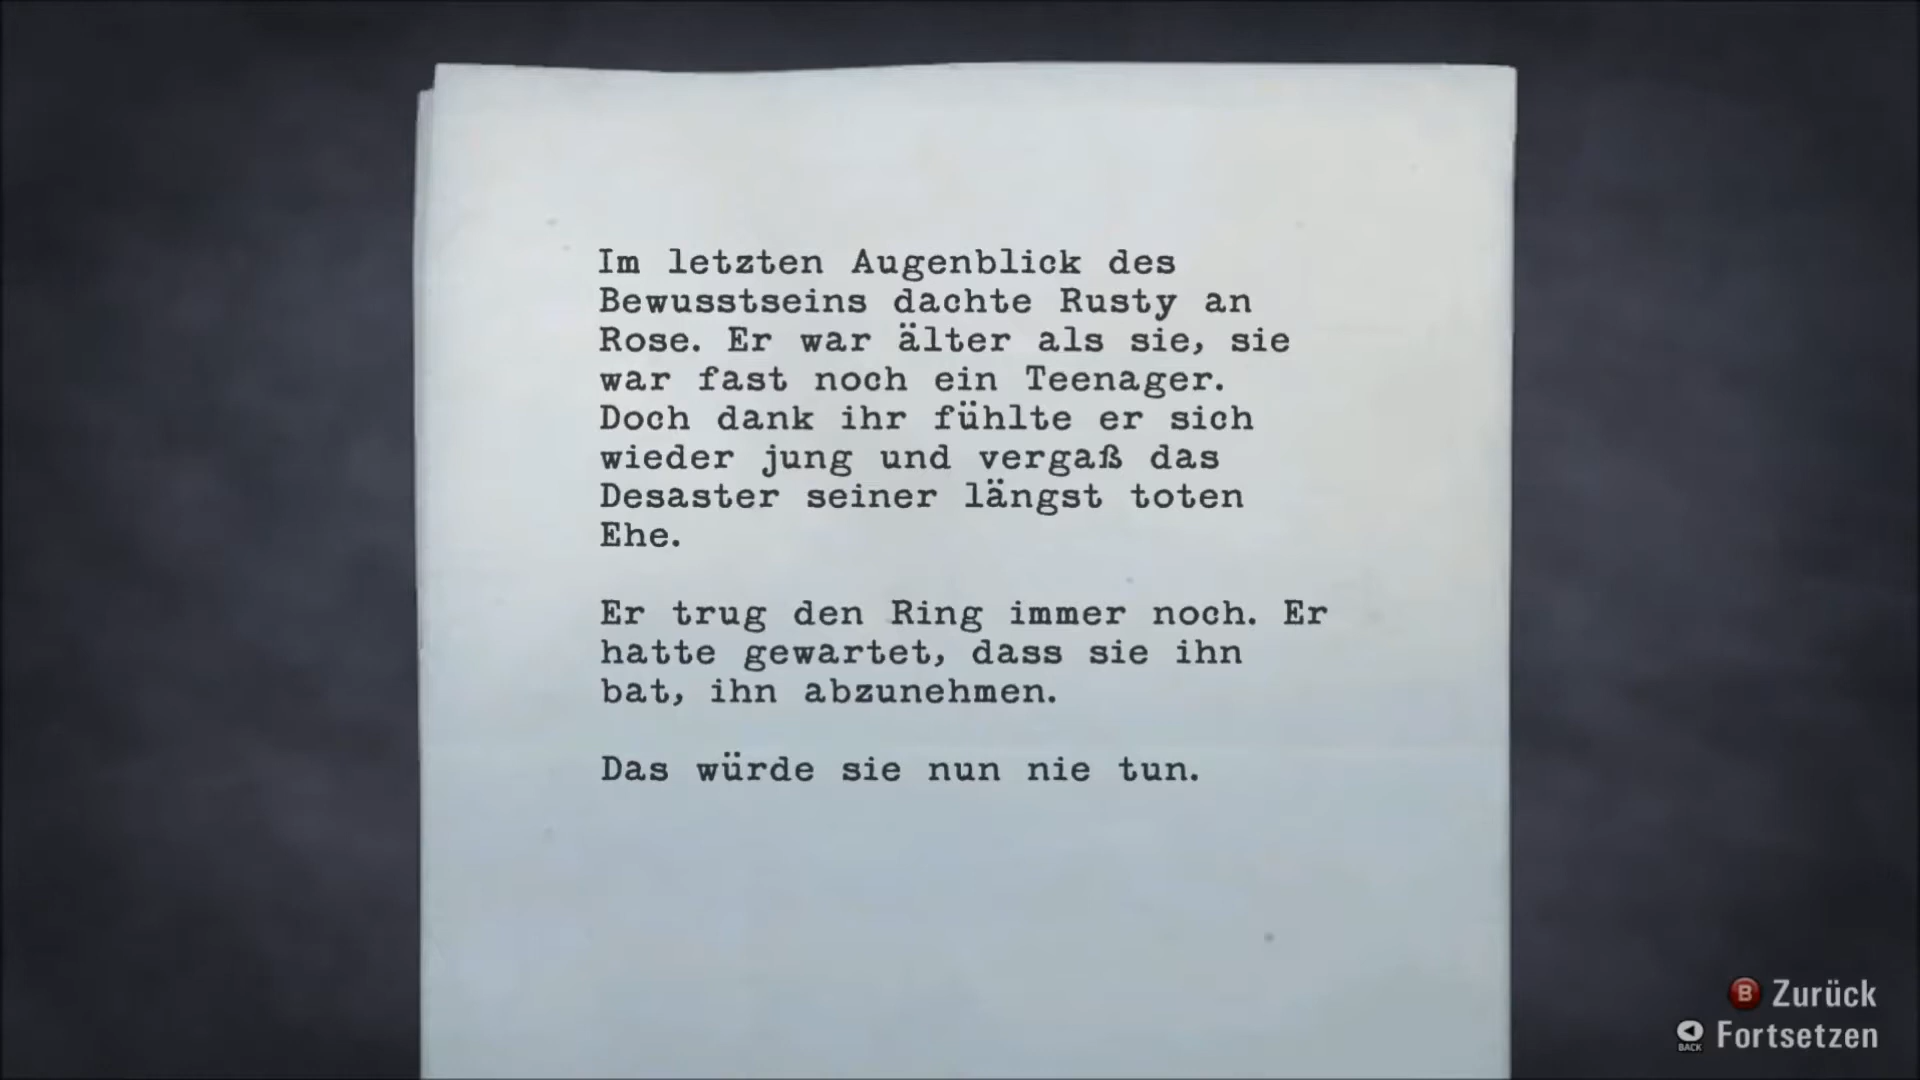 Im letzten Augenblick des
Bewusstseins dachte Rusty an
Rose. Er war älter als sie, sie
war fast noch ein Teenager.
Doch dank ihr fühlte er sich
wieder jung und vergaß das
Desaster seiner längst toten
Ehe.
Er trug den Ring immer noch. Er
hatte gewartet, dass sie ihn
bat, ihn abzunehmen.
Das würde sie nun nie tun.
B Zurück
BACK Fortsetzen